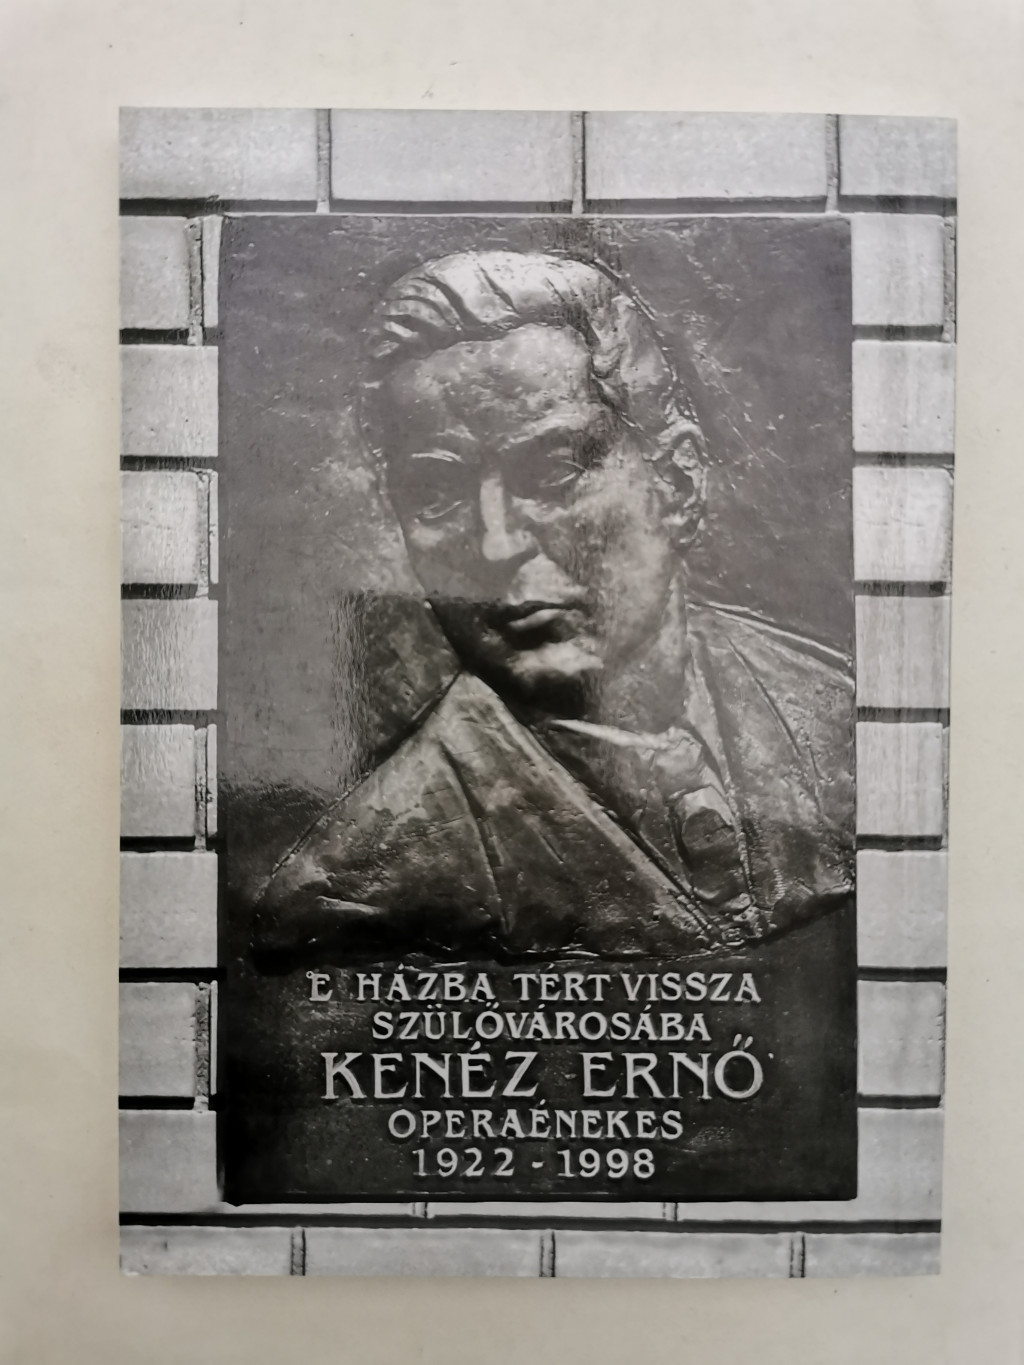 E HÁZBA TÉRT VISSZA
SZÜLŐVÁROSÁBA
KENÉZ ERNŐ
OPERAÉNEKES
1922 - 1998